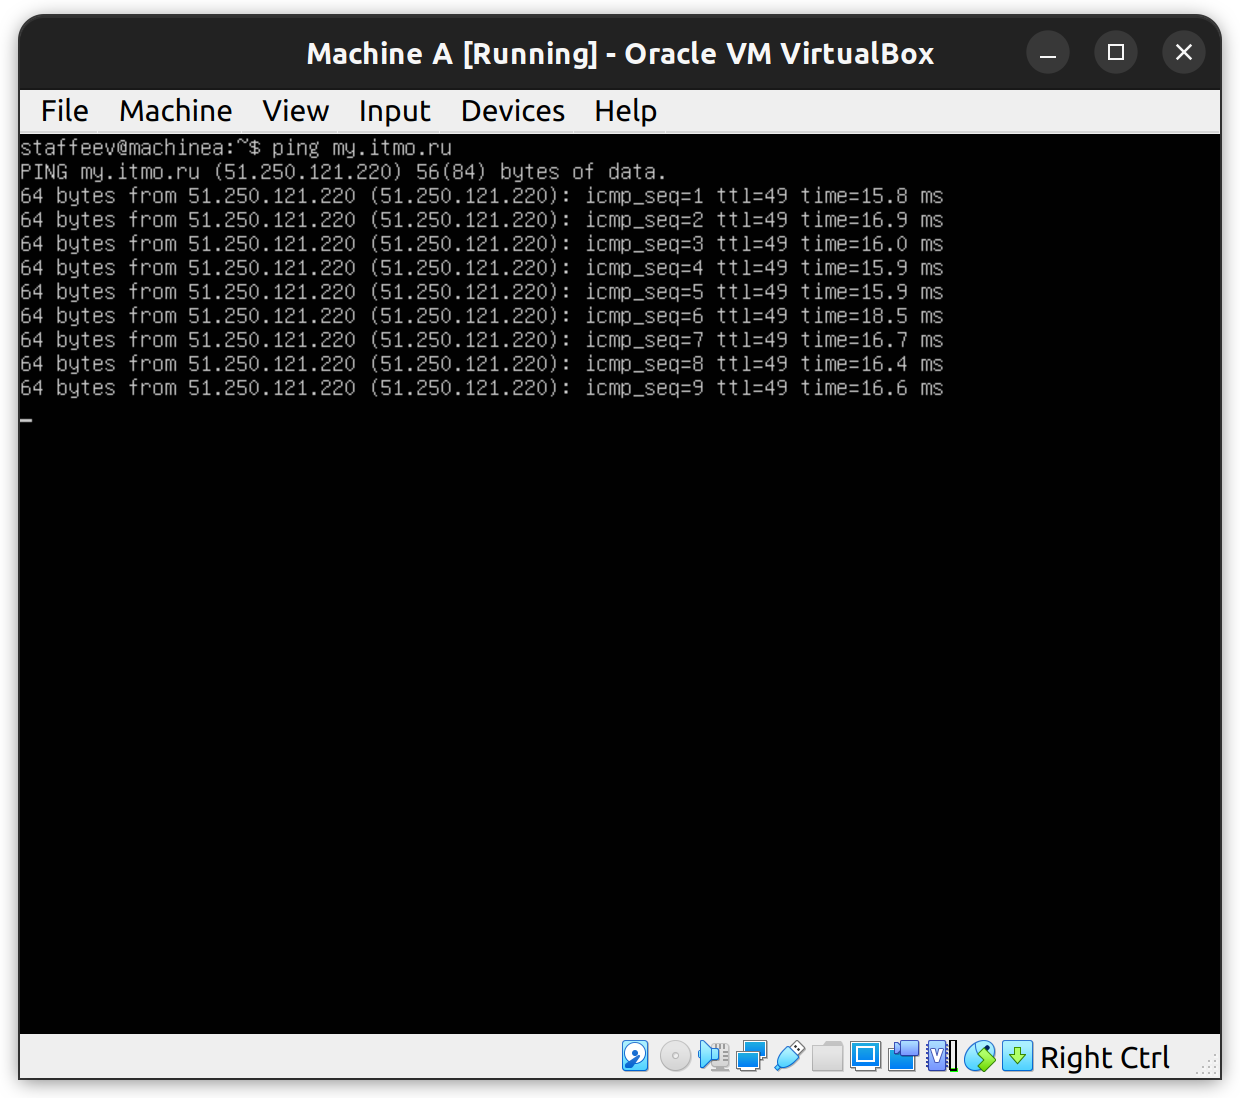 Machine A [Running] - Oracle VM VirtualBox
File Machine View Input Devices Help
staffeev@machinea:~$ ping my.itmo.ru
PING my.itmo.ru (51.250.121.220) 56(84) bytes of data.
64 bytes from 51.250.121.220 (51.250.121.220): icmp_seq=1 ttl=49 time=15.8 ms
64 bytes from 51.250.121.220 (51.250.121.220): icmp_seq=2 ttl=49 time=16.9 ms
64 bytes from 51.250.121.220 (51.250.121.220): icmp_seq=3 ttl=49 time=16.0 ms
64 bytes from 51.250.121.220 (51.250.121.220): icmp_seq=4 ttl=49 time=15.9 ms
64 bytes from 51.250.121.220 (51.250.121.220): icmp_seq=5 ttl=49 time=15.9 ms
64 bytes from 51.250.121.220 (51.250.121.220): icmp_seq=6 ttl=49 time=18.5 ms
64 bytes from 51.250.121.220 (51.250.121.220): icmp_seq=7 ttl=49 time=16.7 ms
64 bytes from 51.250.121.220 (51.250.121.220): icmp_seq=8 ttl=49 time=16.4 ms
64 bytes from 51.250.121.220 (51.250.121.220): icmp_seq=9 ttl=49 time=16.6 ms
Right Ctrl